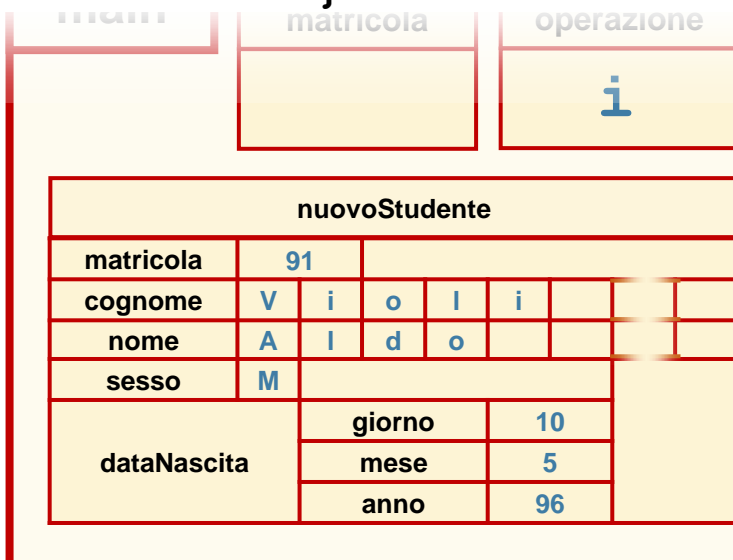 main matricola operazione
i
nuovoStudente
matricola 91
cognome V i o l i
nome A l d o
sesso M
giorno 10
dataNascita mese 5
anno 96